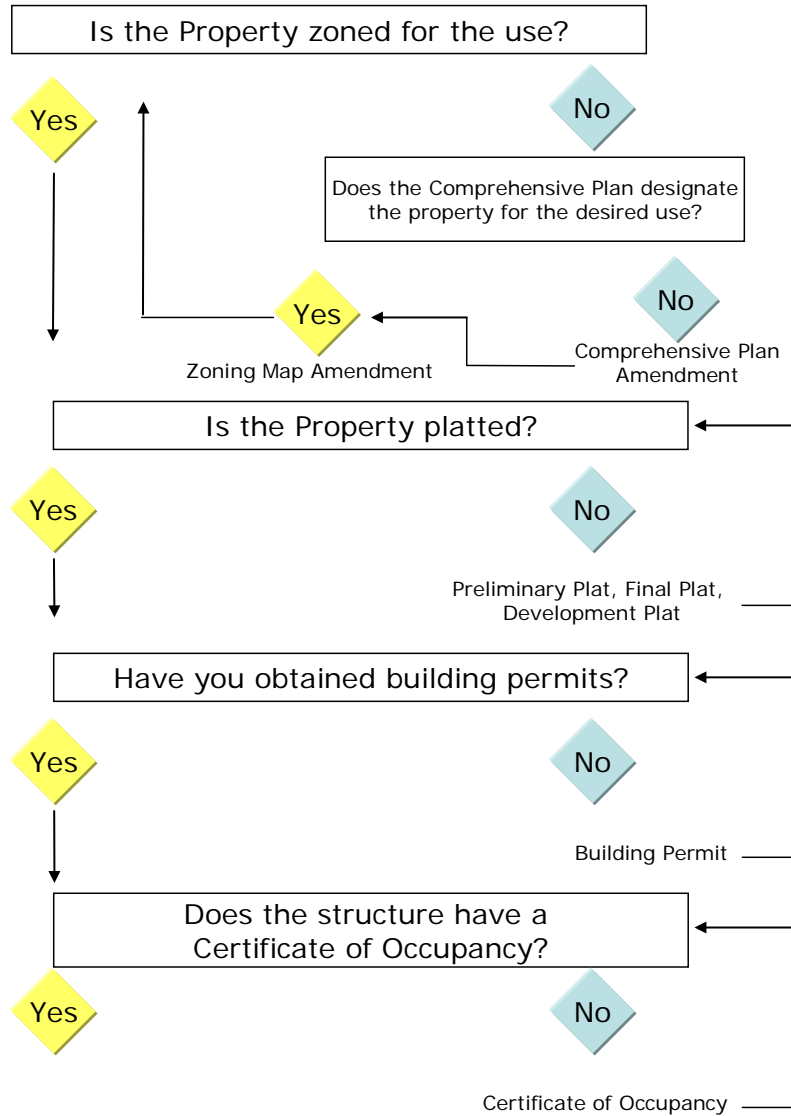 Is the Property zoned for the use?
Yes
No
Does the Comprehensive Plan designate
the property for the desired use?
Yes
No
Zoning Map Amendment
Comprehensive Plan
Amendment
Is the Property platted?
Yes
No
Preliminary Plat, Final Plat,
Development Plat
Have you obtained building permits?
Yes
No
Building Permit
Does the structure have a
Certificate of Occupancy?
Yes
No
Certificate of Occupancy